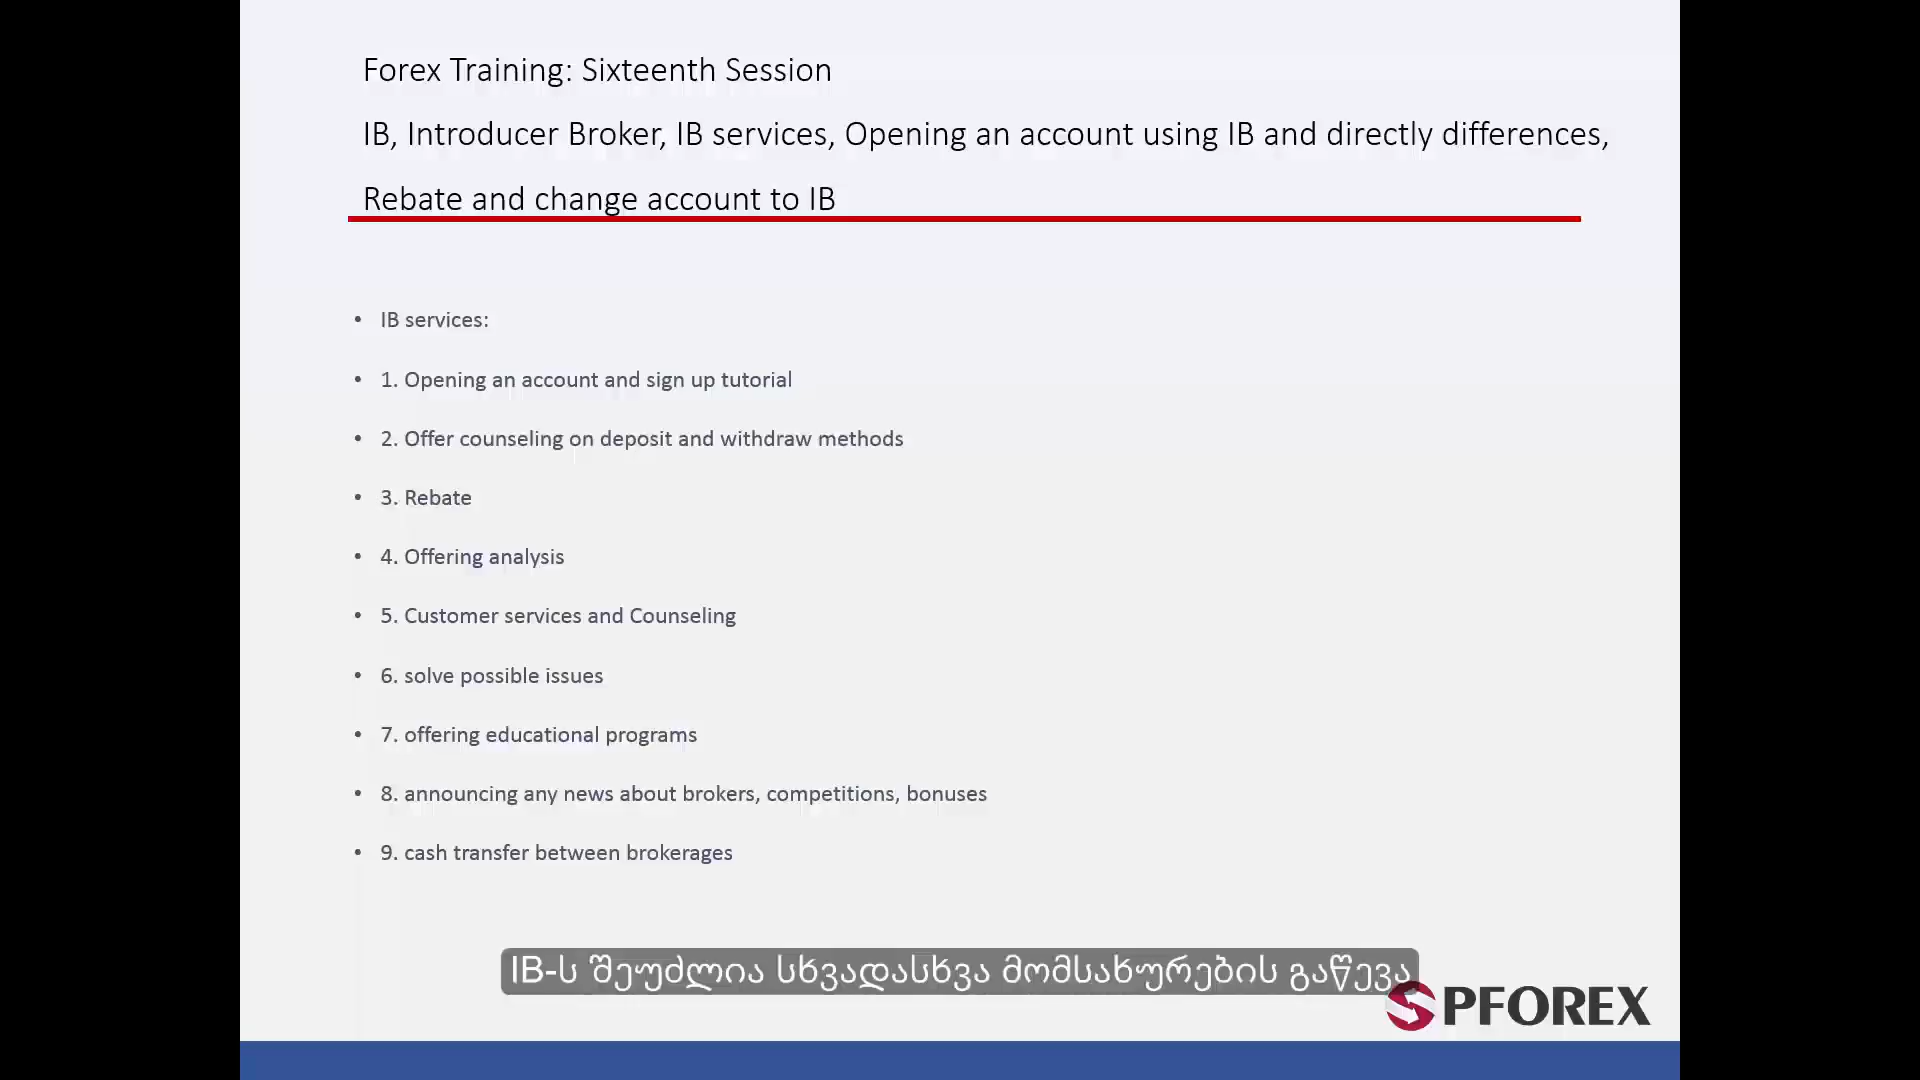 Forex Training: Sixteenth Session
IB, Introducer Broker, IB services, Opening an account using IB and directly differences,
Rebate and change account to IB
• IB services:
• 1. Opening an account and sign up tutorial
• 2. Offer counseling on deposit and withdraw methods
• 3. Rebate
• 4. Offering analysis
• 5. Customer services and Counseling
• 6. solve possible issues
• 7. offering educational programs
• 8. announcing any news about brokers, competitions, bonuses
• 9. cash transfer between brokerages
IB-ს შეუძლია სხვადასხვა მომსახურების გაწევა
PFOREX